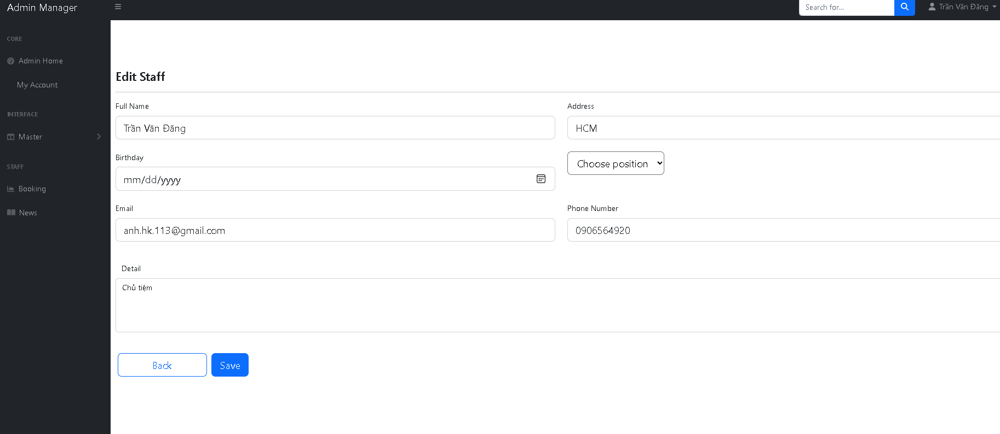 Admin Manager
Search for...
Trần Văn Đăng
CORE
Admin Home
My Account
INTERFACE
Master
STAFF
Booking
News
Edit Staff
Full Name
Address
Trần Văn Đăng
HCM
Birthday
mm/dd/yyyy
Choose position
Email
Phone Number
anh.hk.113@gmail.com
0906564920
Detail
Chủ tiệm
Back
Save